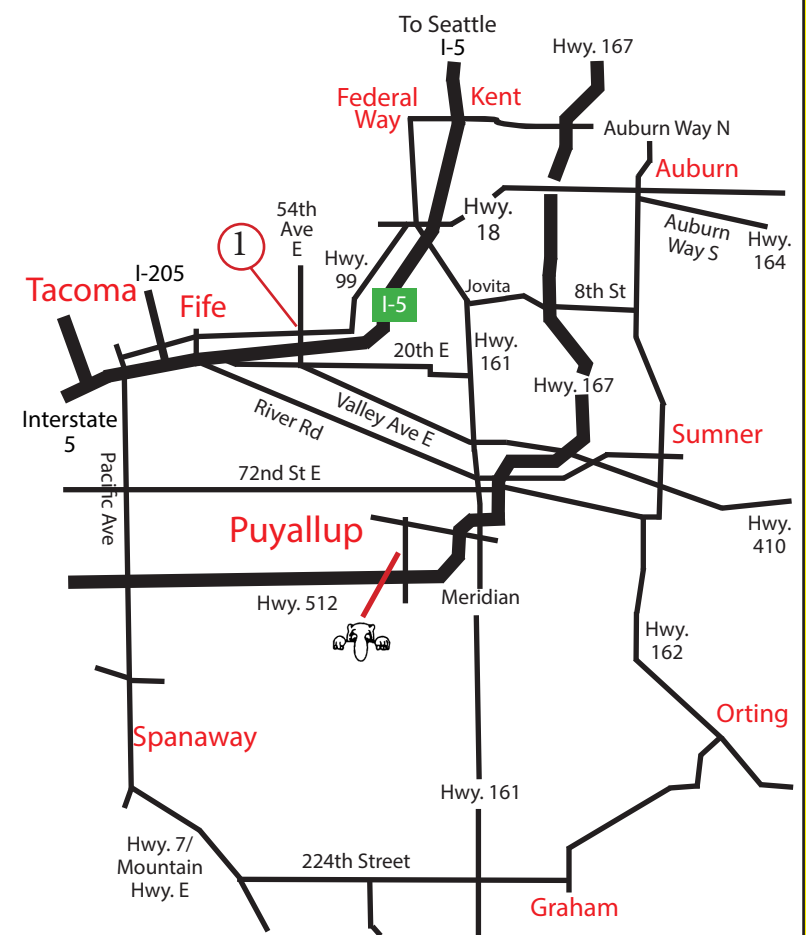 To Seattle
I-5
Hwy. 167
Federal
Way
Kent
Auburn Way N
Auburn
54th
Ave
E
1
Hwy.
18
Auburn
Way S
Hwy.
164
Hwy.
99
I-205
Tacoma
Fife
I-5
Jovita
8th St
20th E
Hwy.
161
Hwy. 167
Interstate
5
River Rd
Valley Ave E
Sumner
Pacific Ave
72nd St E
Puyallup
Hwy.
410
Hwy. 512
Meridian
Hwy.
162
Orting
Spanaway
Hwy. 161
Hwy. 7/
Mountain
Hwy. E
224th Street
Graham